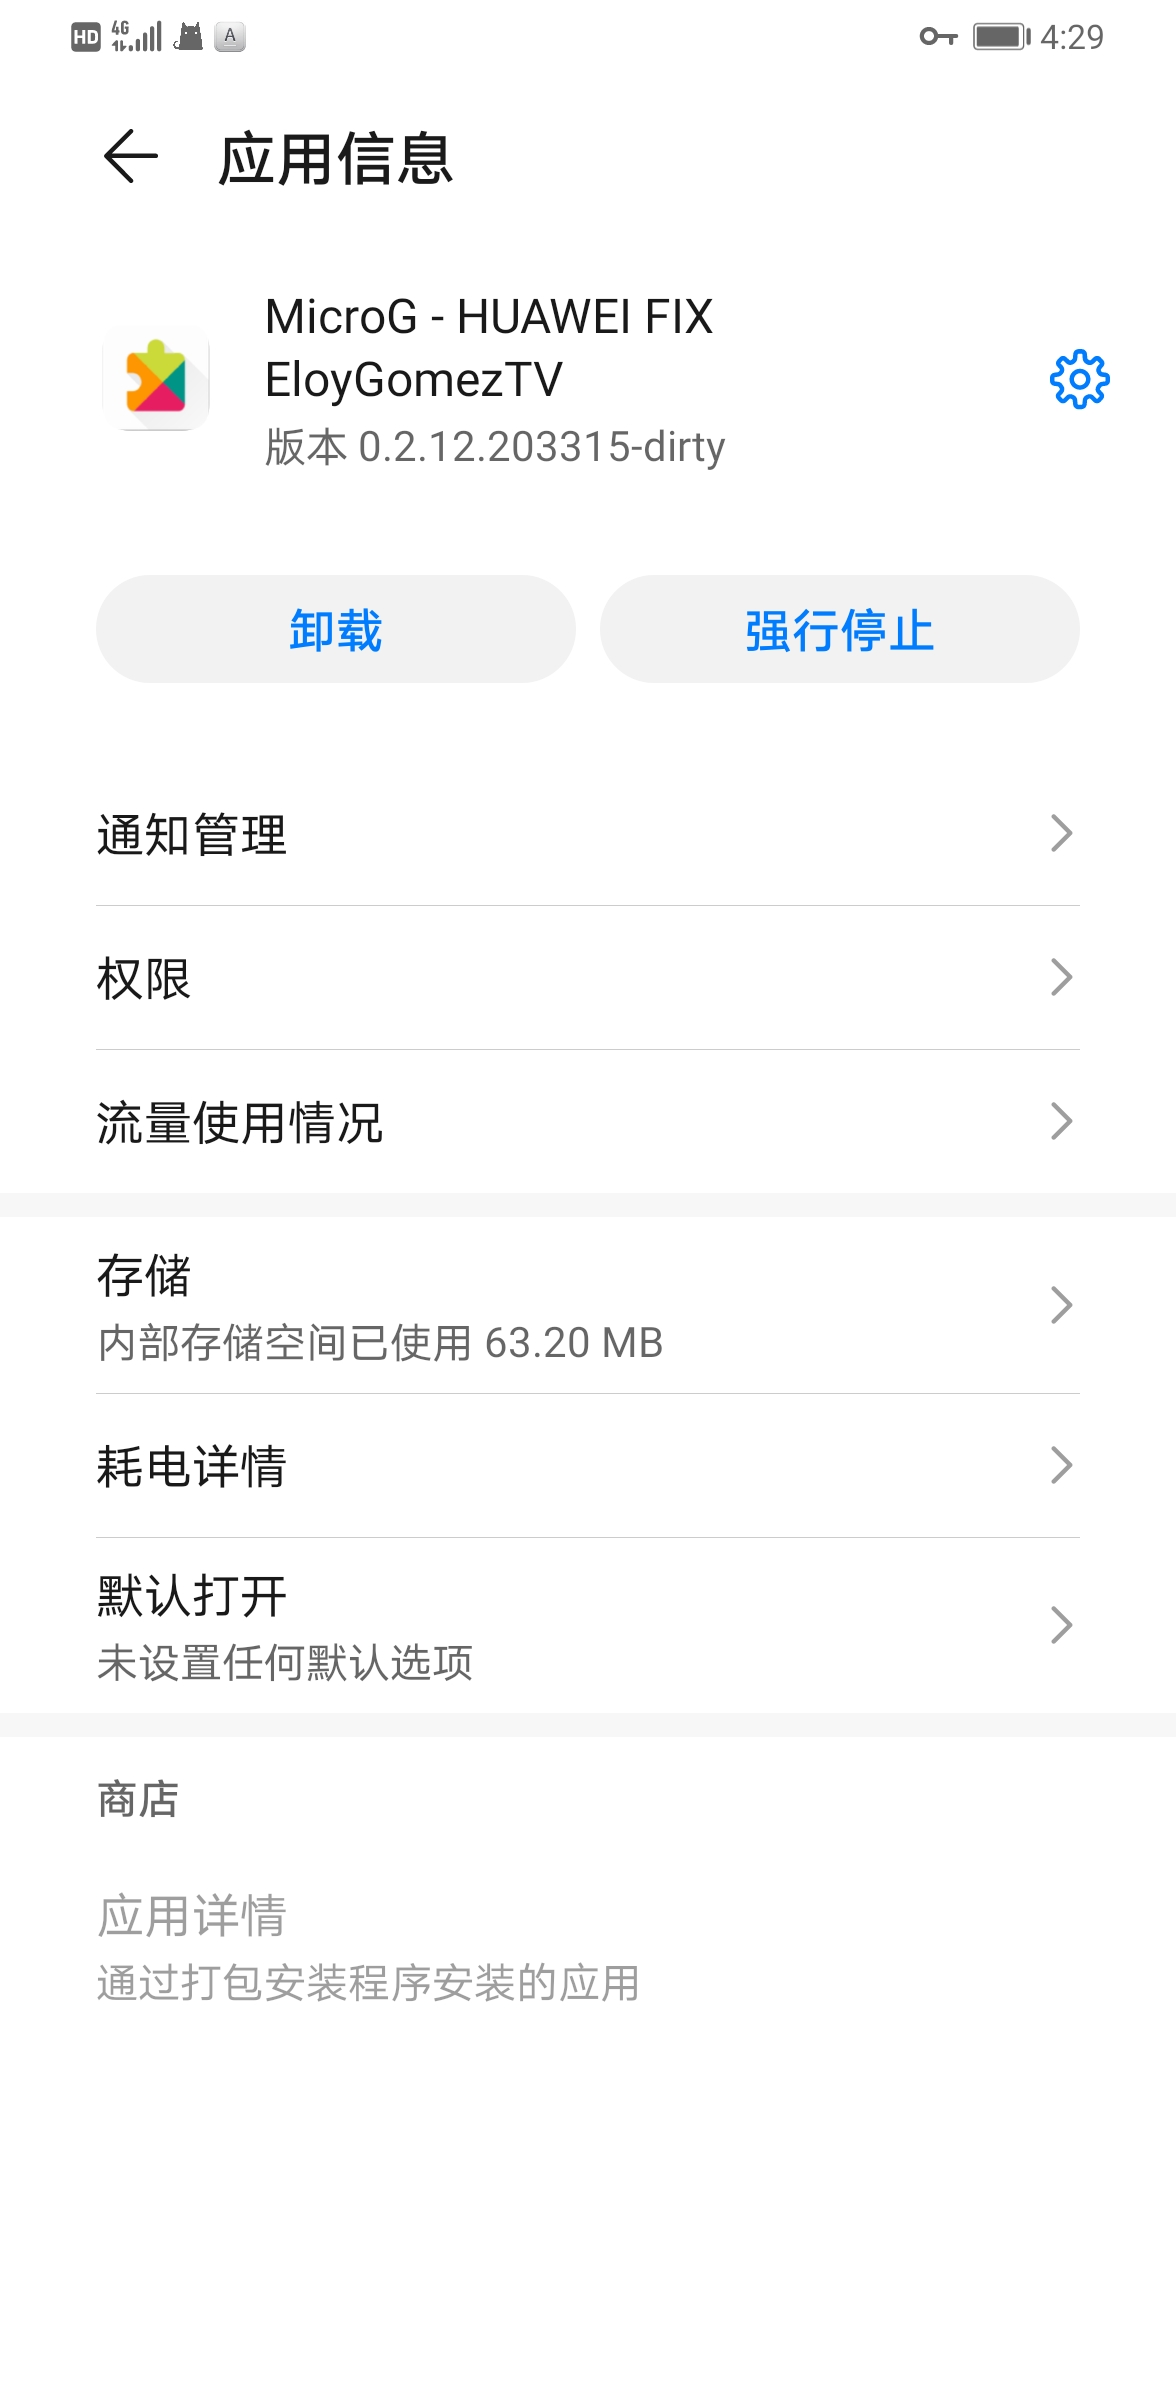 HD 4G A 4:29
应用信息
MicroG - HUAWEI FIX
EloyGomezTV
版本 0.2.12.203315-dirty
卸载 强行停止
通知管理
权限
流量使用情况
存储
内部存储空间已使用 63.20 MB
耗电详情
默认打开
未设置任何默认选项
商店
应用详情
通过打包安装程序安装的应用